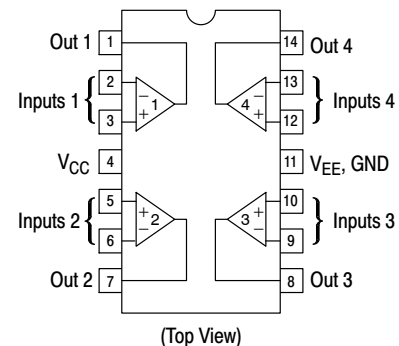 Out 1 1 14 Out 4
2 − − 13
Inputs 1 { 1 4 } Inputs 4
3 + + 12
VCC 4 11 VEE, GND
5 + + 10
Inputs 2 { 2 3 } Inputs 3
6 − − 9
Out 2 7 8 Out 3
(Top View)